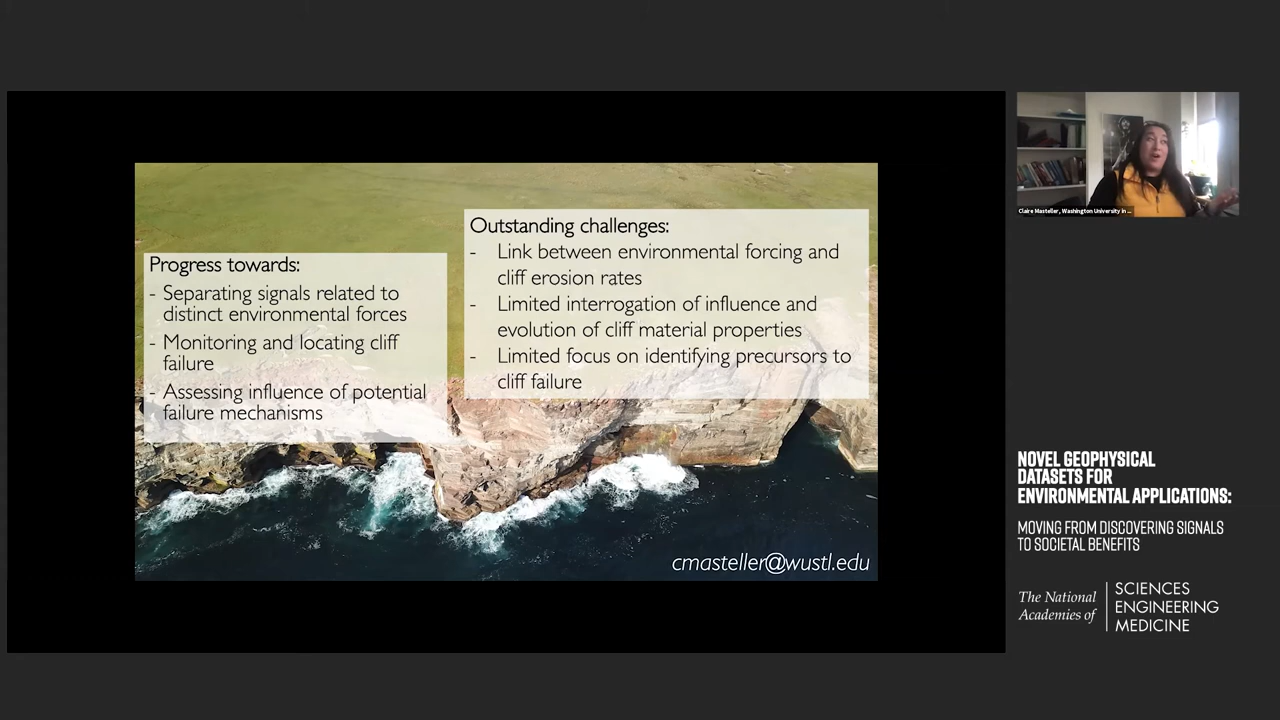 Progress towards:
- Separating signals related to
distinct environmental forces
- Monitoring and locating cliff
failure
- Assessing influence of potential
failure mechanisms
Outstanding challenges:
- Link between environmental forcing and
cliff erosion rates
- Limited interrogation of influence and
evolution of cliff material properties
- Limited focus on identifying precursors to
cliff failure
cmasteller@wustl.edu
Claire Masteller, Washington University in ...
NOVEL GEOPHYSICAL
DATASETS FOR
ENVIRONMENTAL APPLICATIONS:
MOVING FROM DISCOVERING SIGNALS
TO SOCIETAL BENEFITS
The National
Academies of
SCIENCES
ENGINEERING
MEDICINE